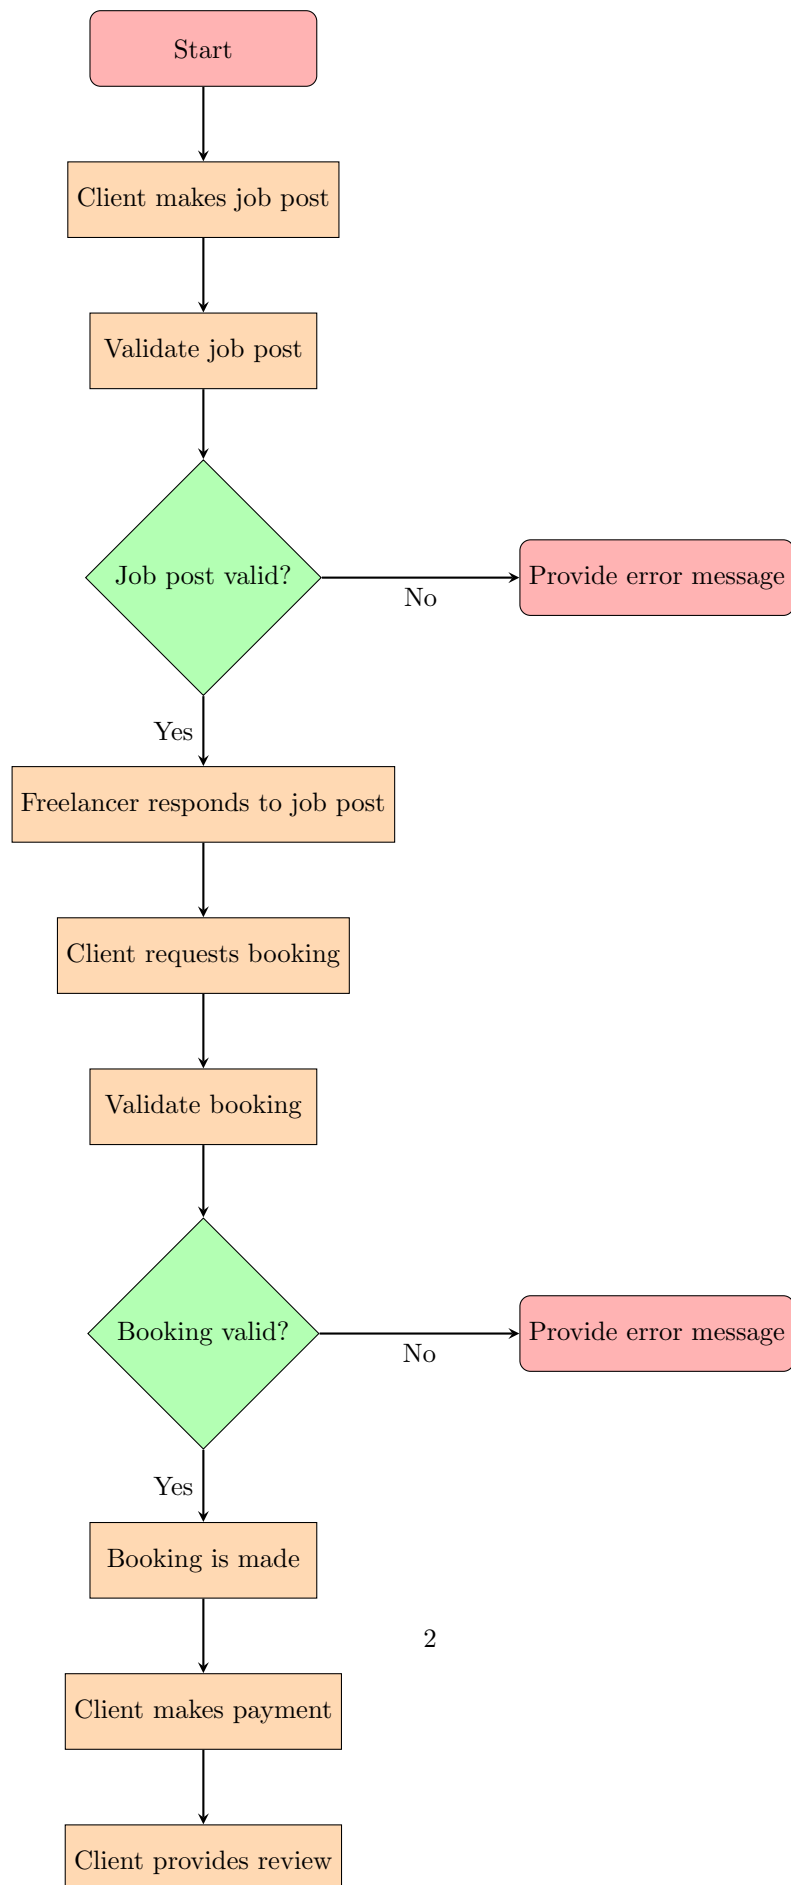 Start
Client makes job post
Validate job post
Job post valid?
No
Provide error message
Yes
Freelancer responds to job post
Client requests booking
Validate booking
Booking valid?
No
Provide error message
Yes
Booking is made
2
Client makes payment
Client provides review